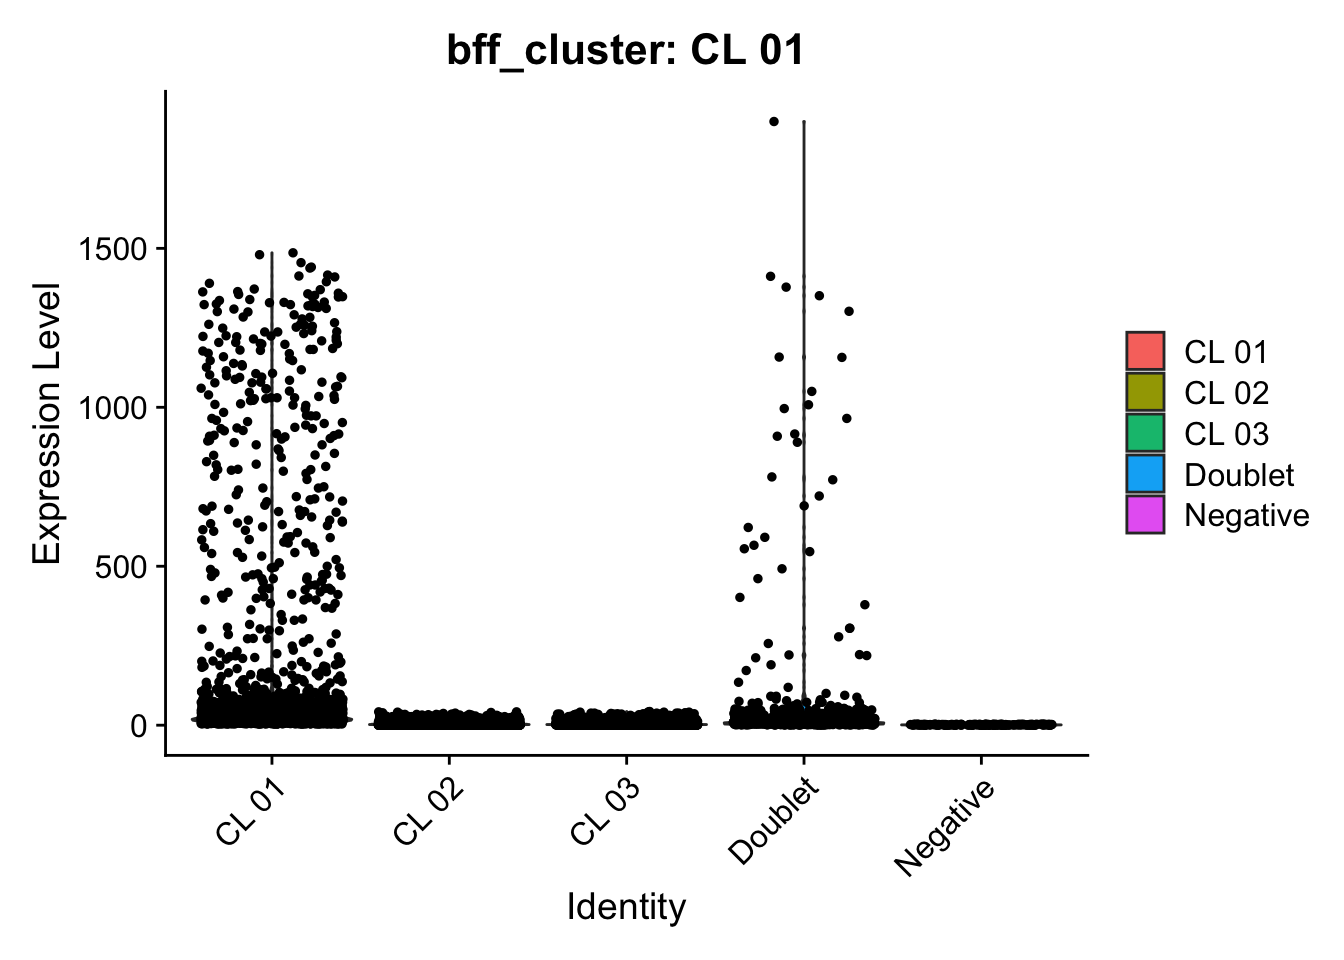 bff_cluster: CL 01
Expression Level
1500
1000
500
0
CL 01
CL 02
CL 03
Doublet
Negative
Identity
CL 01
CL 02
CL 03
Doublet
Negative